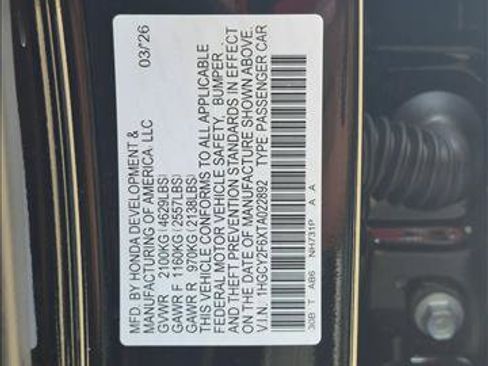 MFD. BY HONDA DEVELOPMENT & 03/26
MANUFACTURING OF AMERICA, LLC
GVWR 2100KG(4629LBS)
GAWR F 1160KG(2557LBS)
GAWR R 970KG(2138LBS)
THIS VEHICLE CONFORMS TO ALL APPLICABLE
FEDERAL MOTOR VEHICLE SAFETY, BUMPER,
AND THEFT PREVENTION STANDARDS IN EFFECT
ON THE DATE OF MANUFACTURE SHOWN ABOVE.
V.I.N. 1HGCY2F6XTA022892 TYPE PASSENGER CAR
30B T AB6 NH731P A A